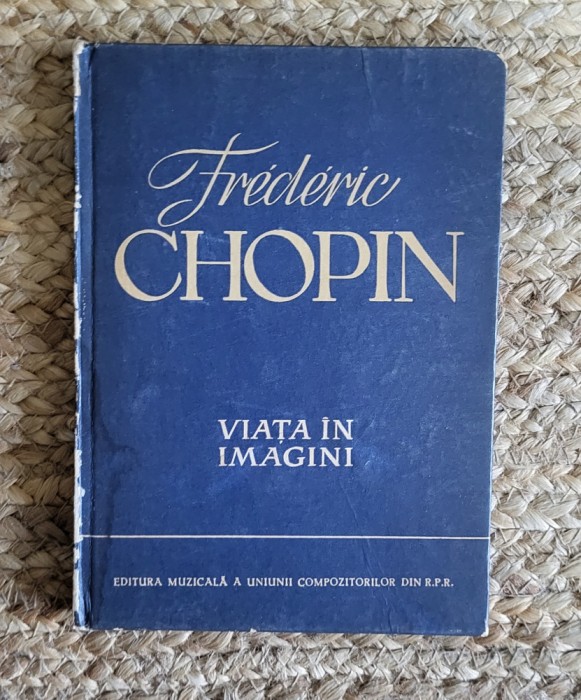 Frédéric
CHOPIN
VIAȚA ÎN
IMAGINI
EDITURA MUZICALĂ A UNIUNII COMPOZITORILOR DIN R.P.R.